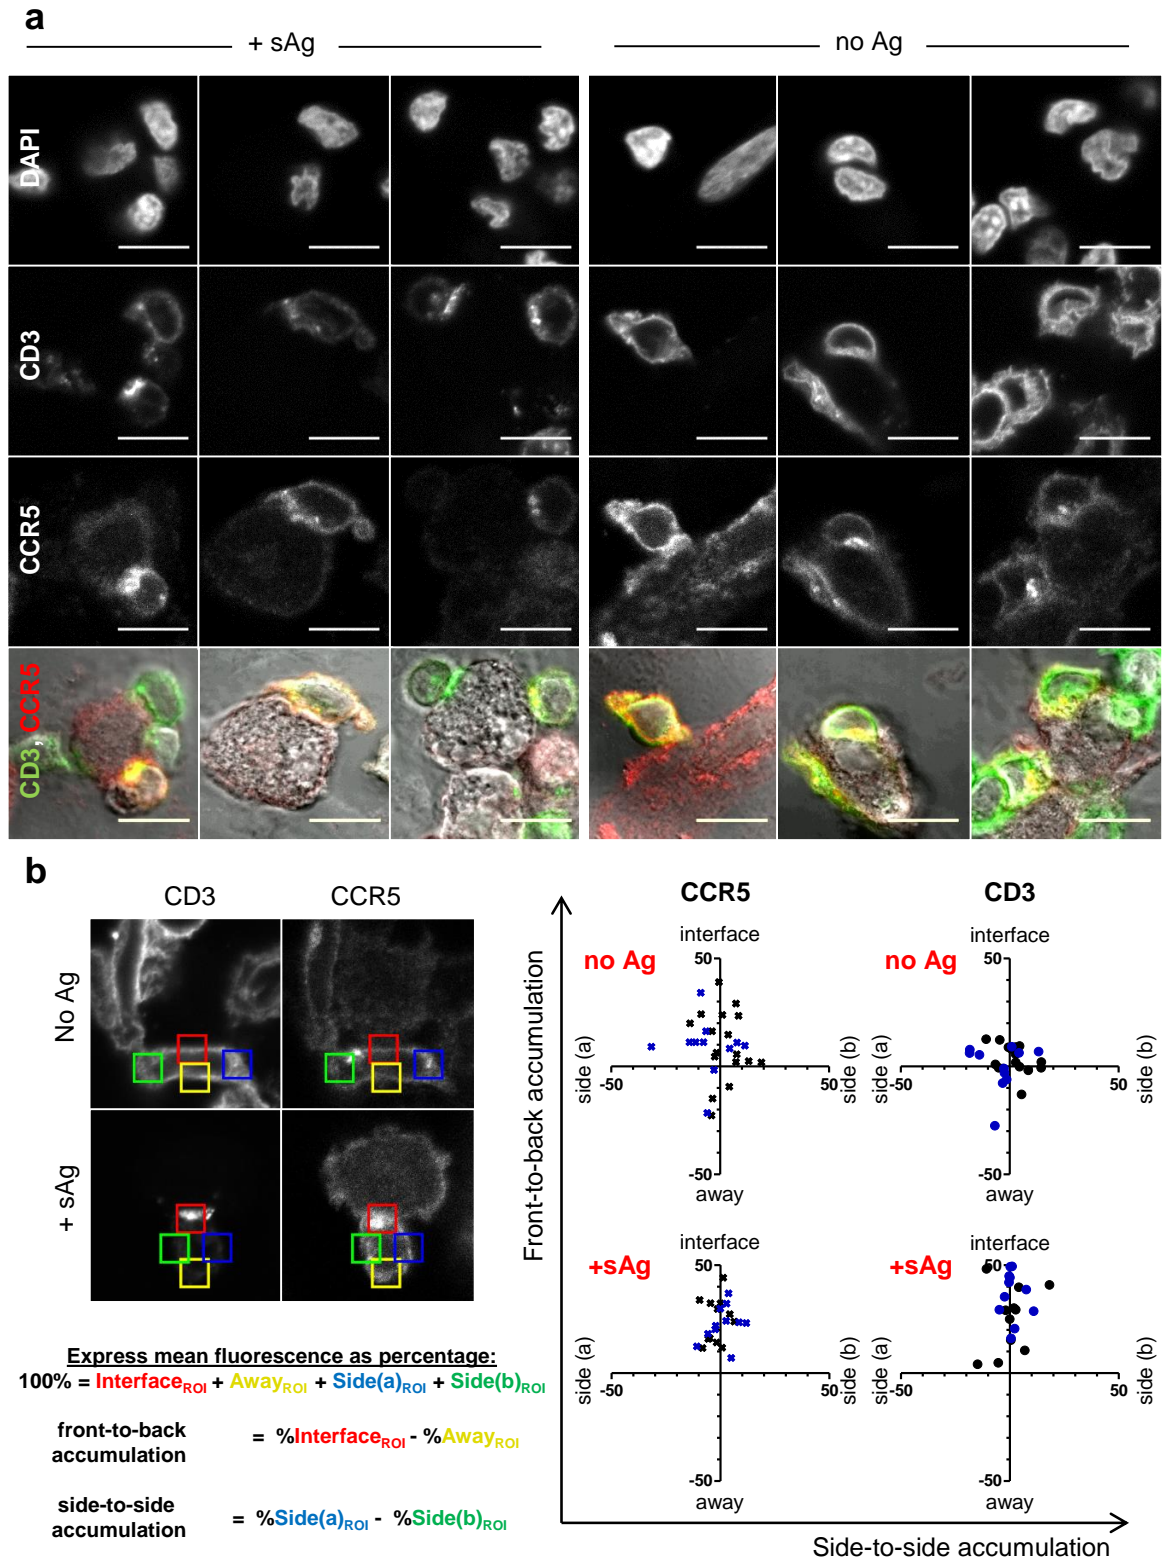 a
+ sAg
no Ag
DAPI
CD3
CCR5
CD3, CCR5
b
CD3
CCR5
No Ag
+ sAg
Express mean fluorescence as percentage:
100% = InterfaceROI + AwayROI + Side(a)ROI + Side(b)ROI
front-to-back
accumulation
= %InterfaceROI - %AwayROI
side-to-side
accumulation
= %Side(a)ROI - %Side(b)ROI
Front-to-back accumulation
Side-to-side accumulation
CCR5
no Ag
interface
50
side (a)
-50
50
side (b)
-50
away
CD3
no Ag
interface
50
side (a)
-50
50
side (b)
-50
away
+sAg
interface
50
side (a)
-50
50
side (b)
-50
away
+sAg
interface
50
side (a)
-50
50
side (b)
-50
away